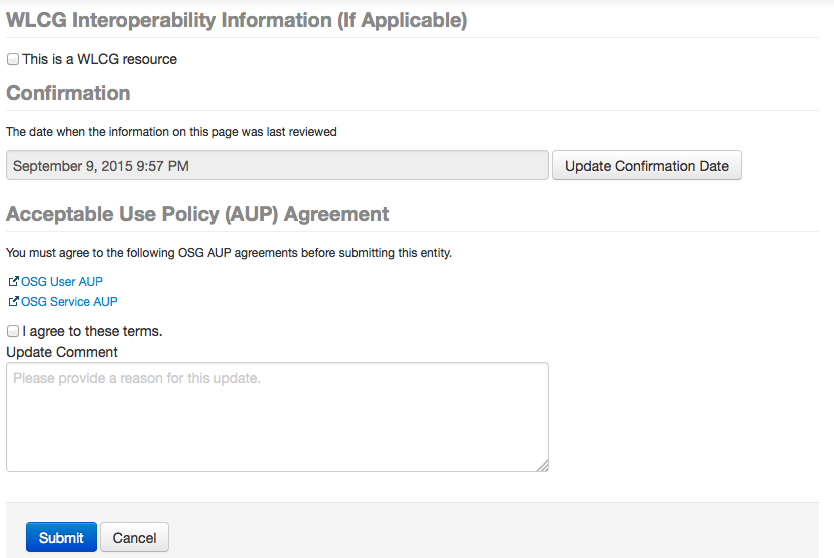 WLCG Interoperability Information (If Applicable)
This is a WLCG resource
Confirmation
The date when the information on this page was last reviewed
September 9, 2015 9:57 PM
Update Confirmation Date
Acceptable Use Policy (AUP) Agreement
You must agree to the following OSG AUP agreements before submitting this entity.
OSG User AUP
OSG Service AUP
I agree to these terms.
Update Comment
Please provide a reason for this update.
Submit
Cancel